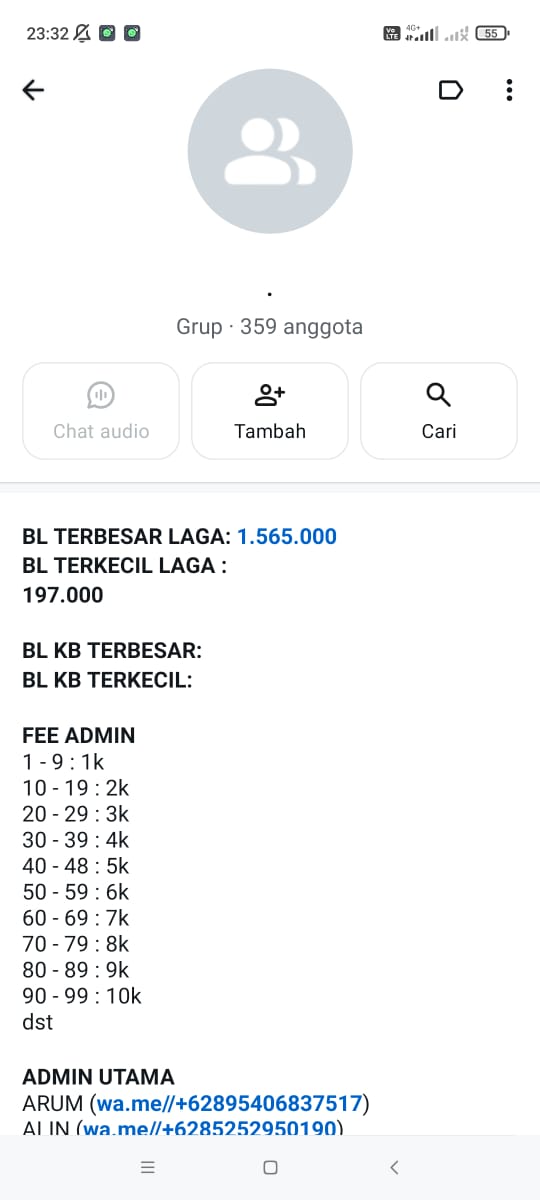 23:32 Vo LTE 4G+ 55
.
Grup · 359 anggota
Chat audio Tambah Cari
BL TERBESAR LAGA: 1.565.000
BL TERKECIL LAGA :
197.000
BL KB TERBESAR:
BL KB TERKECIL:
FEE ADMIN
1 - 9 : 1k
10 - 19 : 2k
20 - 29 : 3k
30 - 39 : 4k
40 - 48 : 5k
50 - 59 : 6k
60 - 69 : 7k
70 - 79 : 8k
80 - 89 : 9k
90 - 99 : 10k
dst
ADMIN UTAMA
ARUM (wa.me//+62895406837517)
ALIN (wa.me//+6285252950190)